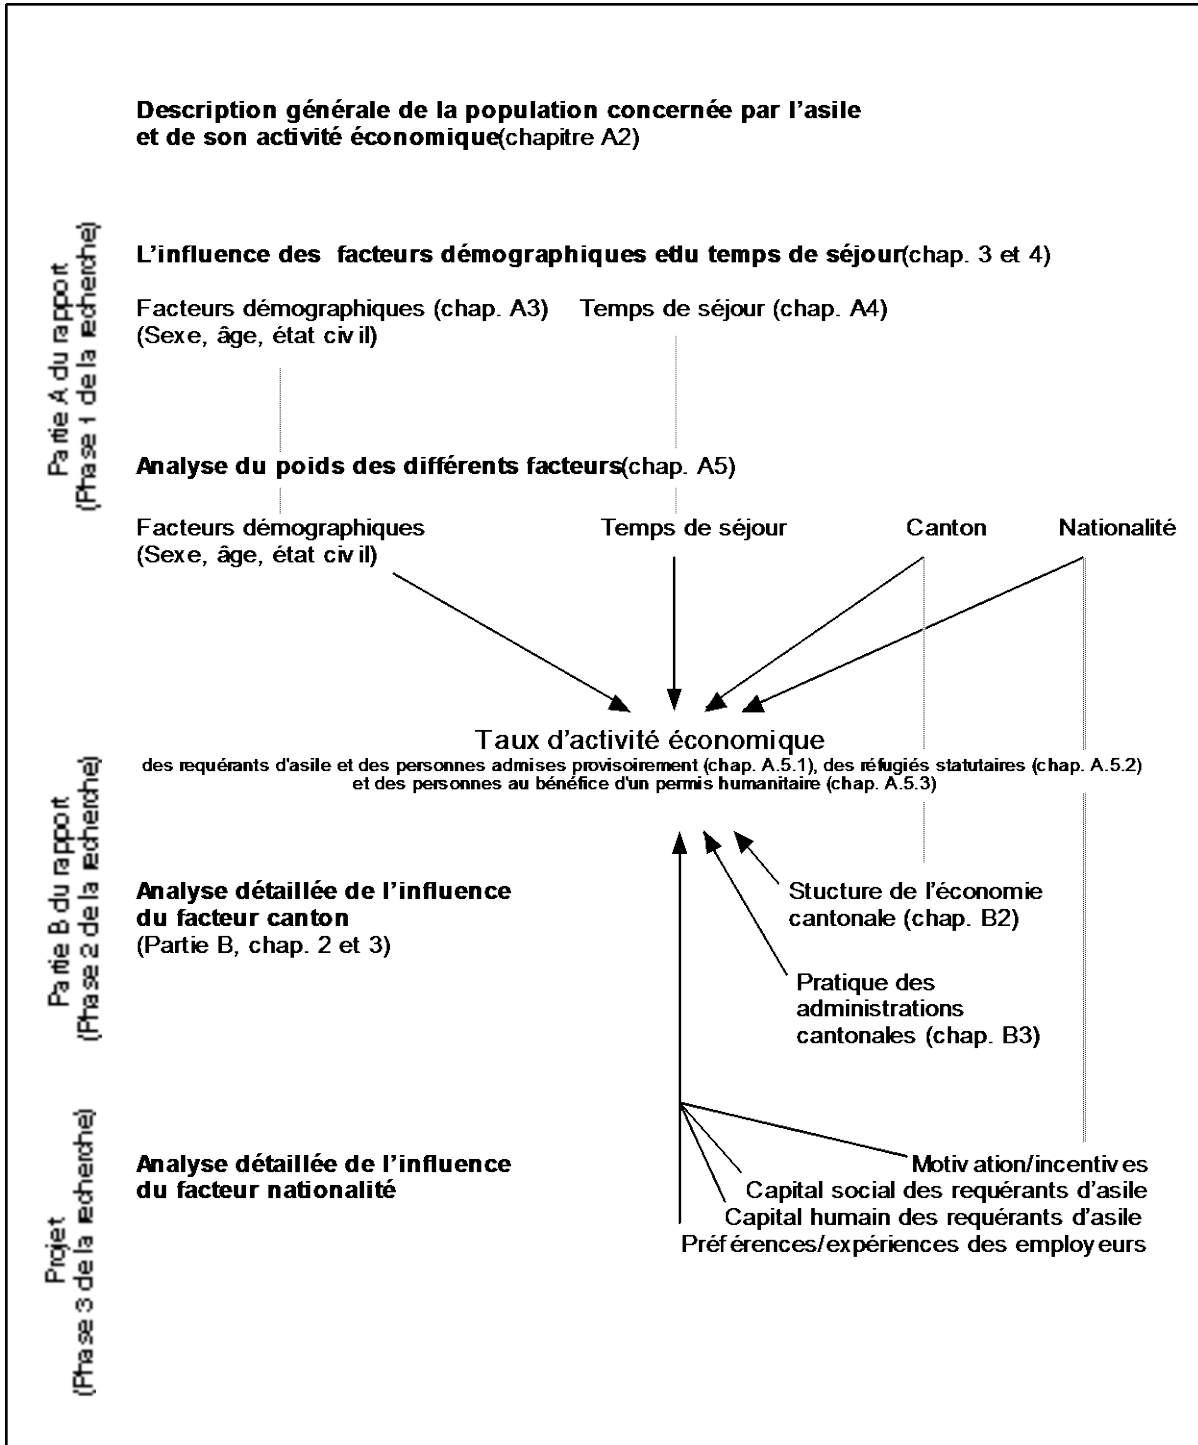 Description générale de la population concernée par l'asile
et de son activité économique(chapitre A2)
Partie A du rapport
(Phase 1 de la recherche)
L'influence des facteurs démographiques etdu temps de séjour(chap. 3 et 4)
Facteurs démographiques (chap. A3) Temps de séjour (chap. A4)
(Sexe, âge, état civil)
Analyse du poids des différents facteurs(chap. A5)
Facteurs démographiques Temps de séjour Canton Nationalité
(Sexe, âge, état civil)
Taux d'activité économique
des requérants d'asile et des personnes admises provisoirement (chap. A.5.1), des réfugiés statutaires (chap. A.5.2)
et des personnes au bénéfice d'un permis humanitaire (chap. A.5.3)
Partie B du rapport
(Phase 2 de la recherche)
Analyse détaillée de l'influence
du facteur canton
(Partie B, chap. 2 et 3)
Stucture de l'économie
cantonale (chap. B2)
Pratique des
administrations
cantonales (chap. B3)
Projet
(Phase 3 de la recherche)
Analyse détaillée de l'influence
du facteur nationalité
Motivation/incentives
Capital social des requérants d'asile
Capital humain des requérants d'asile
Préférences/expériences des employeurs